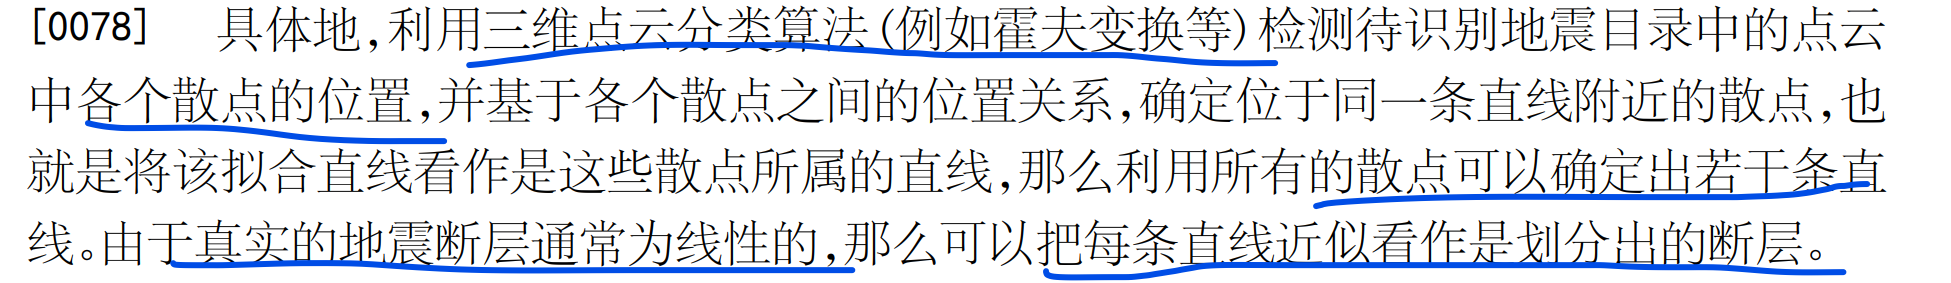 [0078] 具体地,利用三维点云分类算法(例如霍夫变换等)检测待识别地震目录中的点云
中各个散点的位置,并基于各个散点之间的位置关系,确定位于同一条直线附近的散点,也
就是将该拟合直线看作是这些散点所属的直线,那么利用所有的散点可以确定出若干条直
线。由于真实的地震断层通常为线性的,那么可以把每条直线近似看作是划分出的断层。